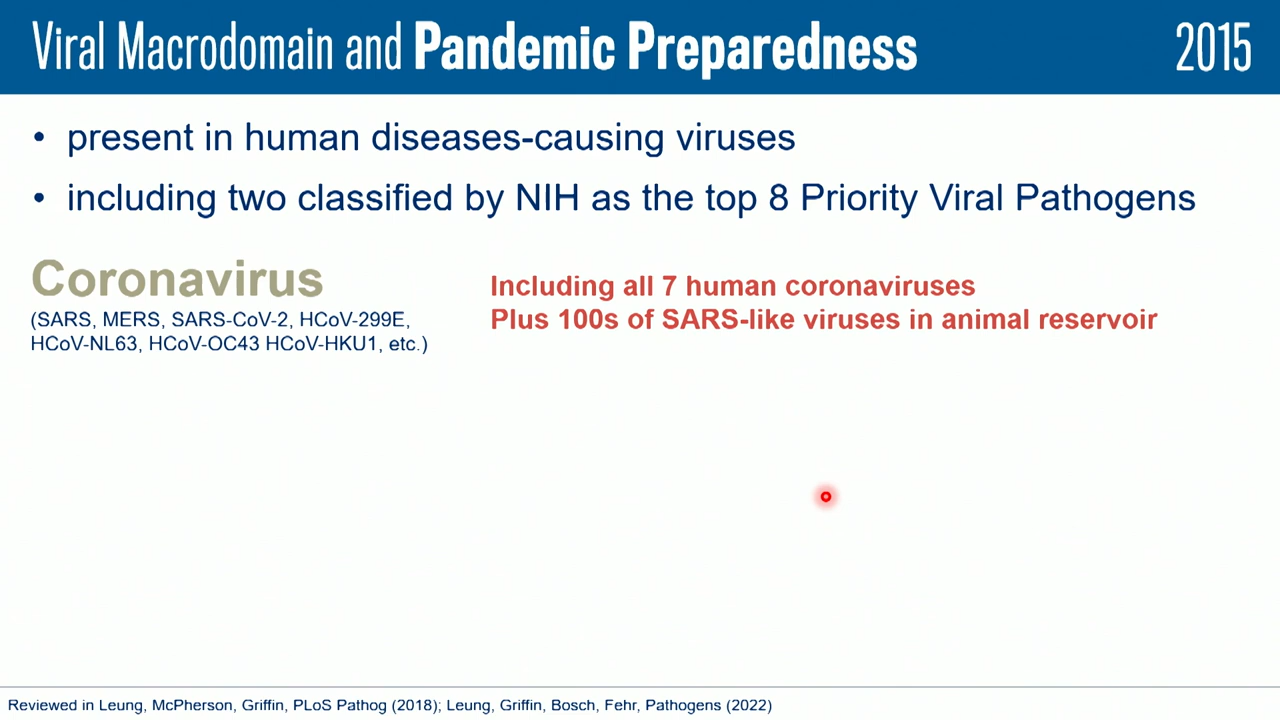 Viral Macrodomain and Pandemic Preparedness 2015
• present in human diseases-causing viruses
• including two classified by NIH as the top 8 Priority Viral Pathogens
Coronavirus
(SARS, MERS, SARS-CoV-2, HCoV-299E,
HCoV-NL63, HCoV-OC43 HCoV-HKU1, etc.)
Including all 7 human coronaviruses
Plus 100s of SARS-like viruses in animal reservoir
Reviewed in Leung, McPherson, Griffin, PLoS Pathog (2018); Leung, Griffin, Bosch, Fehr, Pathogens (2022)